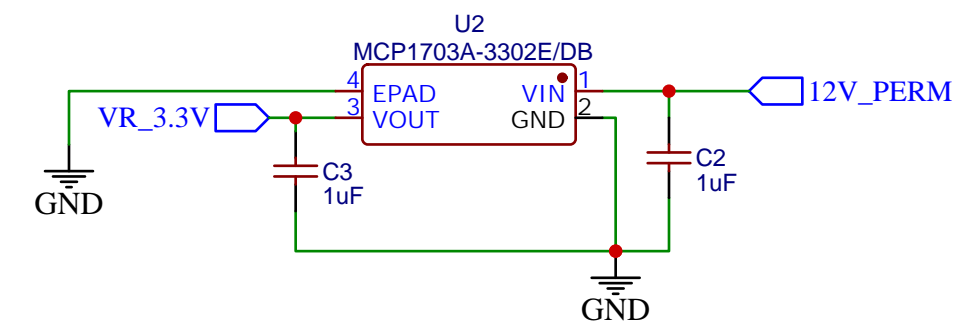 U2
MCP1703A-3302E/DB
4
EPAD
VIN
1
12V_PERM
VR_3.3V
3
VOUT
GND
2
C3
1uF
C2
1uF
GND
GND